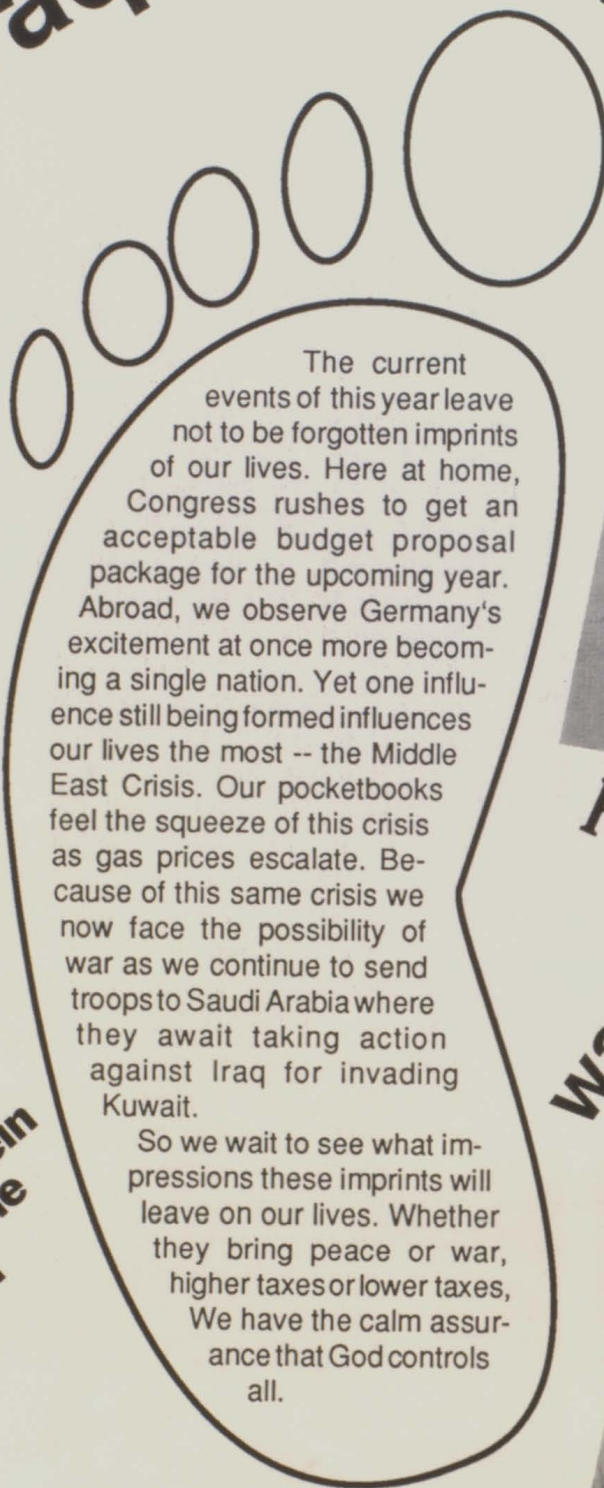 The current
events of this year leave
not to be forgotten imprints
of our lives. Here at home,
Congress rushes to get an
acceptable budget proposal
package for the upcoming year.
Abroad, we observe Germany's
excitement at once more becom-
ing a single nation. Yet one influ-
ence still being formed influences
our lives the most -- the Middle
East Crisis. Our pocketbooks
feel the squeeze of this crisis
as gas prices escalate. Be-
cause of this same crisis we
now face the possibility of
war as we continue to send
troops to Saudi Arabia where
they await taking action
against Iraq for invading
Kuwait.
So we wait to see what im-
pressions these imprints will
leave on our lives. Whether
they bring peace or war,
higher taxes or lower taxes,
We have the calm assur-
ance that God controls
all.